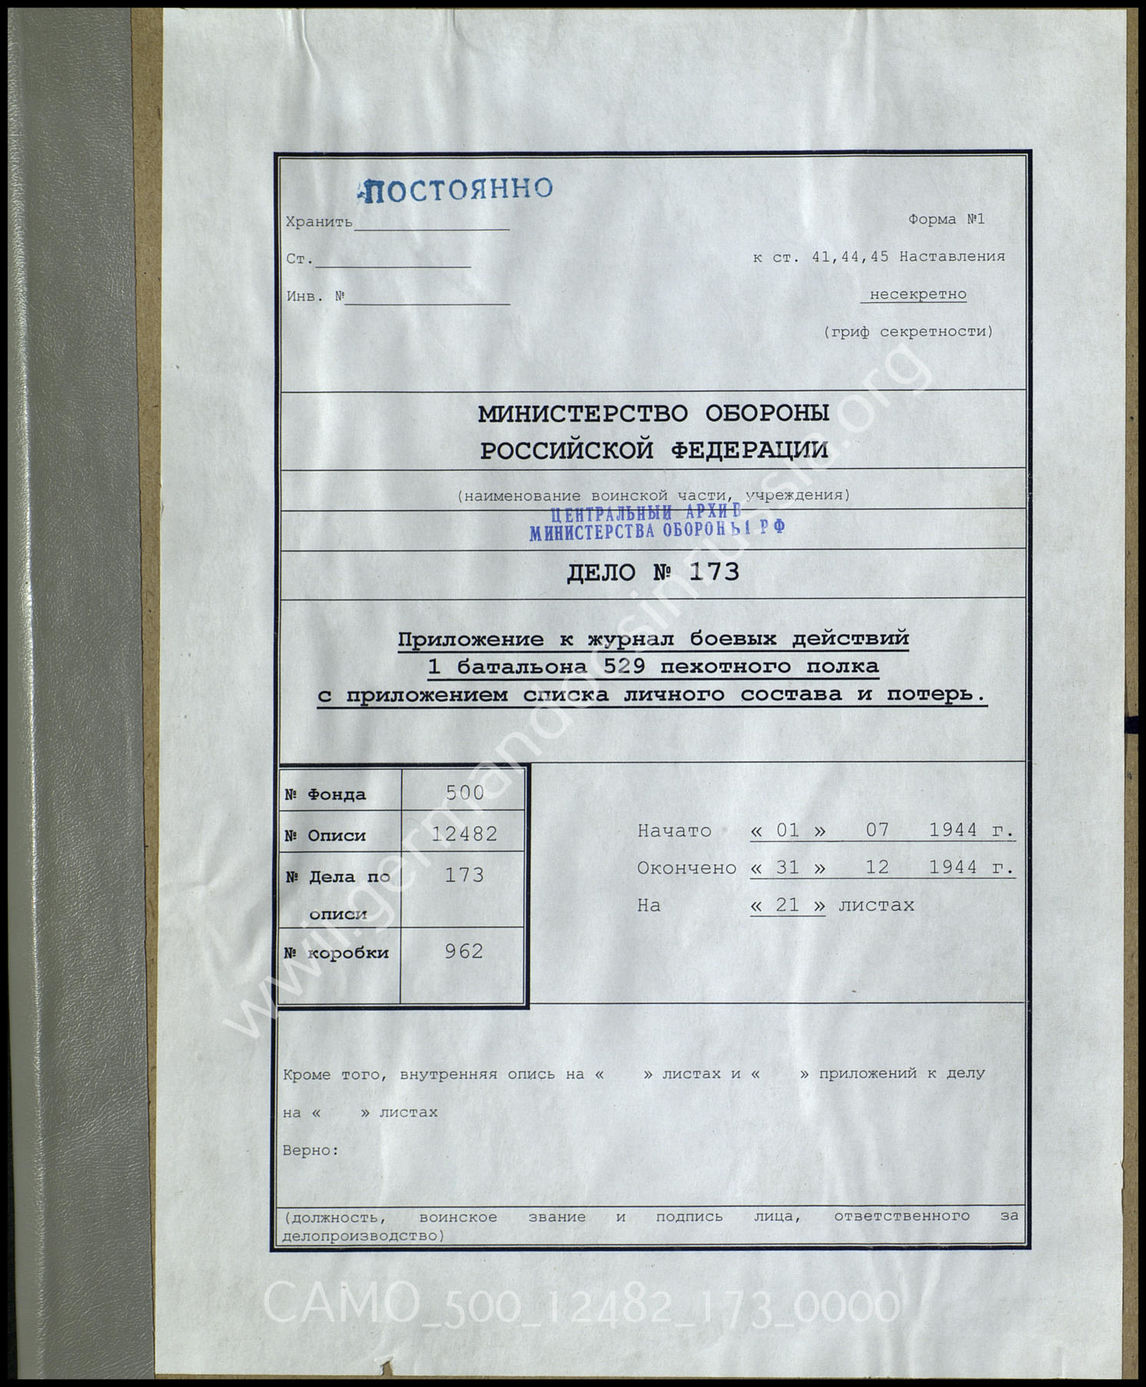 ПОСТОЯННО
Хранить
Форма №1
Ст.
к ст. 41,44,45 Наставления
Инв. №
несекретно
(гриф секретности)
МИНИСТЕРСТВО ОБОРОНЫ
РОССИЙСКОЙ ФЕДЕРАЦИИ
(наименование воинской части, учреждения)
ЦЕНТРАЛЬНЫЙ АРХИВ
МИНИСТЕРСТВА ОБОРОНЫ РФ
ДЕЛО № 173
Приложение к журнал боевых действий
1 батальона 529 пехотного полка
с приложением списка личного состава и потерь.
№ Фонда 500
№ Описи 12482
№ Дела по описи 173
№ коробки 962
Начато « 01 » 07 1944 г.
Окончено « 31 » 12 1944 г.
На « 21 » листах
Кроме того, внутренняя опись на « » листах и « » приложений к делу
на « » листах
Верно:
(должность, воинское звание и подпись лица, ответственного за
делопроизводство)
www.germandocsinrussia.org
CAMO_500_12482_173_0000